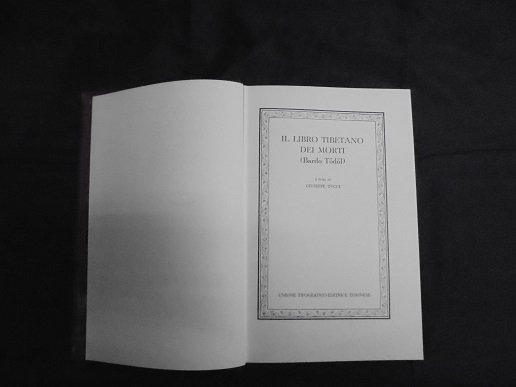 IL LIBRO TIBETANO
DEI MORTI
(Bardo Tödöl)
A CURA DI
GIUSEPPE TUCCI
UNIONE TIPOGRAFICO-EDITRICE TORINESE